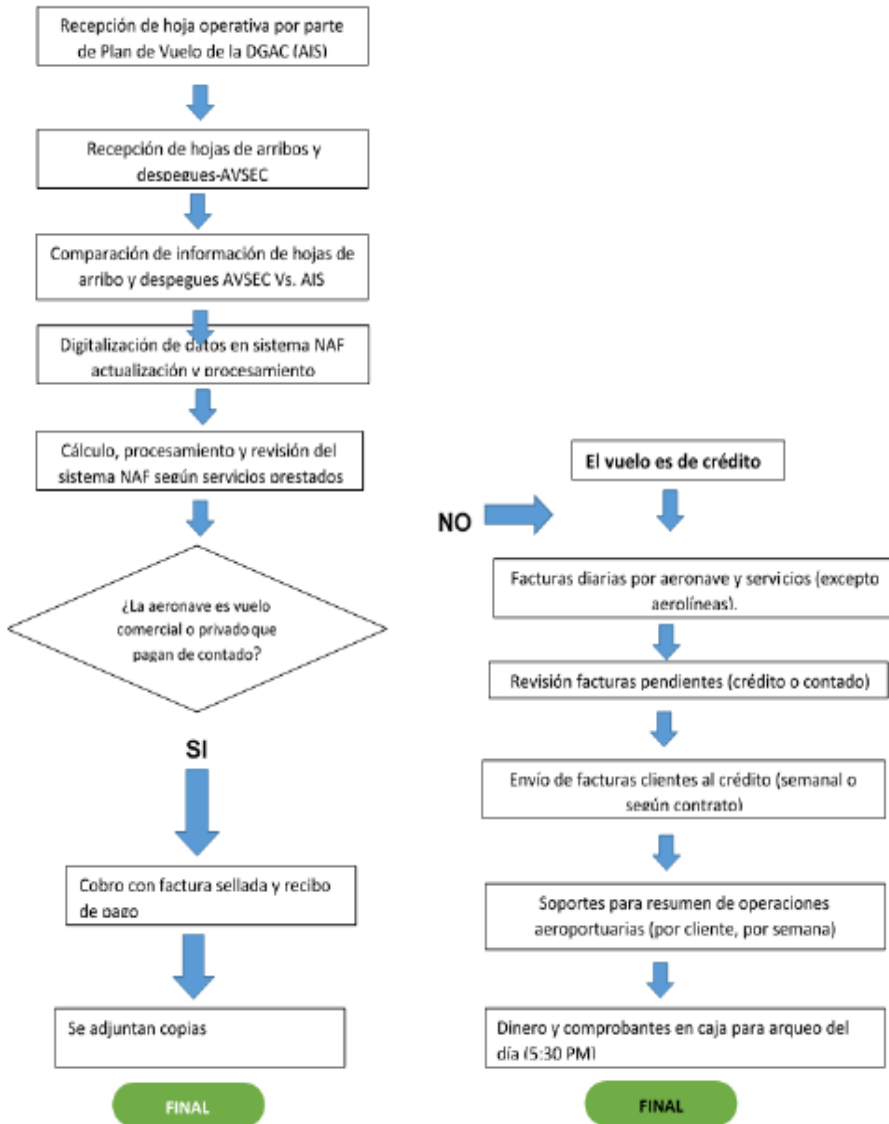 Recepción de hoja operativa por parte
de Plan de Vuelo de la DGAC (AIS)
Recepción de hojas de arribos y
despegues-AVSEC
Comparación de información de hojas de
arribo y despegues AVSEC Vs. AIS
Digitalización de datos en sistema NAF
actualización y procesamiento
Cálculo, procesamiento y revisión del
sistema NAF según servicios prestados
¿La aeronave es vuelo
comercial o privado que
pagan de contado?
SI
Cobro con factura sellada y recibo
de pago
Se adjuntan copias
FINAL
NO
El vuelo es de crédito
Facturas diarias por aeronave y servicios (excepto
aerolíneas).
Revisión facturas pendientes (crédito o contado)
Envío de facturas clientes al crédito (semanal o
según contrato)
Soportes para resumen de operaciones
aeroportuarias (por cliente, por semana)
Dinero y comprobantes en caja para arqueo del
día (5:30 PM)
FINAL